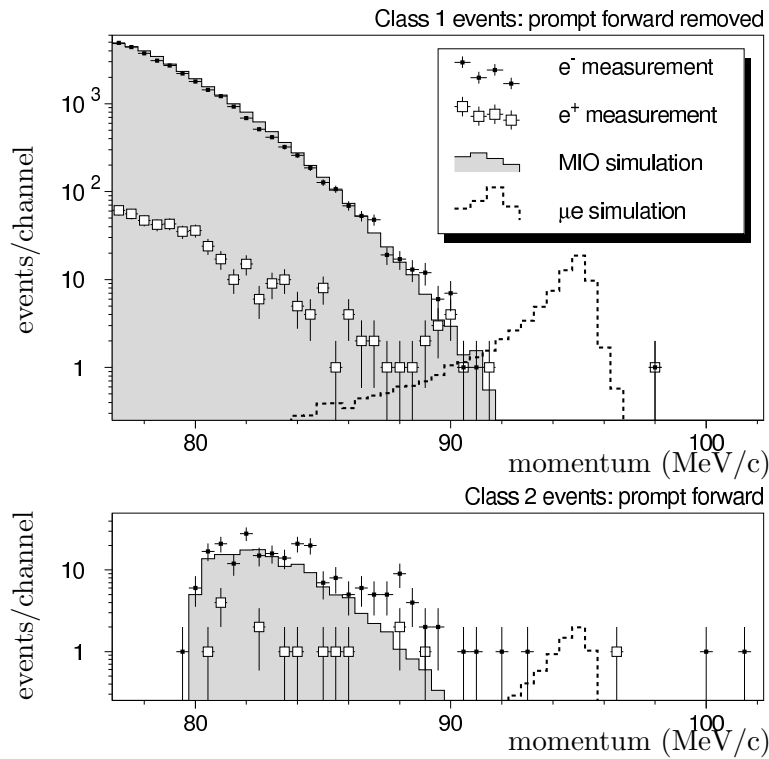 Class 1 events: prompt forward removed
events/channel
10³
10²
10
1
e⁻ measurement
e⁺ measurement
MIO simulation
μe simulation
80 90 100
momentum (MeV/c)
Class 2 events: prompt forward
events/channel
10
1
80 90 100
momentum (MeV/c)